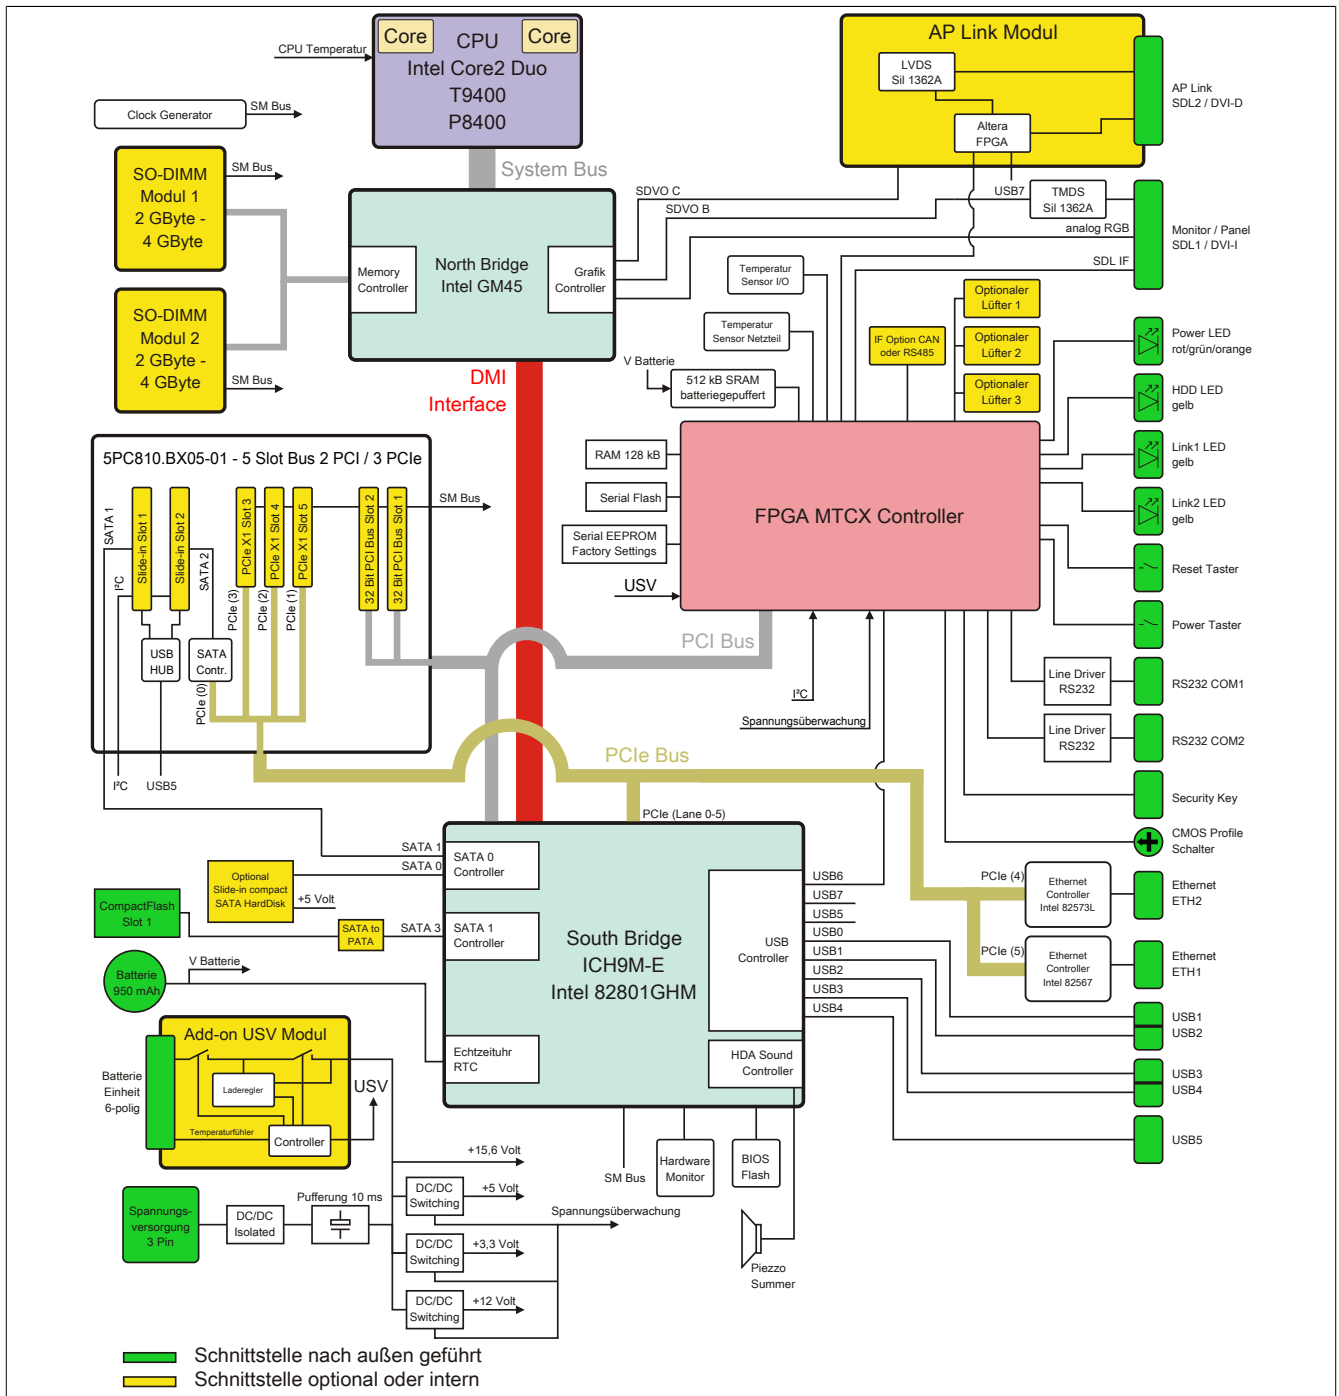 Core
CPU
Core
Intel Core2 Duo
T9400
P8400
CPU Temperatur
Clock Generator
SM Bus
SO-DIMM
Modul 1
2 GByte -
4 GByte
SM Bus
SO-DIMM
Modul 2
2 GByte -
4 GByte
SM Bus
System Bus
Memory
Controller
North Bridge
Intel GM45
Grafik
Controller
SDVO C
SDVO B
analog RGB
SDL IF
USB7
AP Link Modul
LVDS
Sil 1362A
Altera
FPGA
AP Link
SDL2 / DVI-D
TMDS
Sil 1362A
Monitor / Panel
SDL1 / DVI-I
DMI
Interface
Temperatur
Sensor I/O
Temperatur
Sensor Netzteil
V Batterie
512 kB SRAM
batteriegepuffert
IF Option CAN
oder RS485
Optionaler
Lüfter 1
Optionaler
Lüfter 2
Optionaler
Lüfter 3
Power LED
rot/grün/orange
HDD LED
gelb
Link1 LED
gelb
Link2 LED
gelb
Reset Taster
Power Taster
RAM 128 kB
Serial Flash
Serial EEPROM
Factory Settings
USV
FPGA MTCX Controller
5PC810.BX05-01 - 5 Slot Bus 2 PCI / 3 PCIe
SATA 1
Slide-in Slot 1
Slide-in Slot 2
SATA 2
PCIe X1 Slot 3
PCIe X1 Slot 4
PCIe X1 Slot 5
32 Bit PCI Bus Slot 2
32 Bit PCI Bus Slot 1
SM Bus
I²C
PCIe (3)
PCIe (2)
PCIe (1)
USB
HUB
SATA
Contr.
PCIe (0)
I²C
USB5
PCI Bus
I²C
Spannungsüberwachung
Line Driver
RS232
RS232 COM1
Line Driver
RS232
RS232 COM2
Security Key
CMOS Profile
Schalter
PCIe Bus
PCIe (Lane 0-5)
PCIe (4)
Ethernet
Controller
Intel 82573L
Ethernet
ETH2
PCIe (5)
Ethernet
Controller
Intel 82567
Ethernet
ETH1
SATA 1
SATA 0
SATA 0
Controller
Optional
Slide-in compact
SATA HardDisk
+5 Volt
CompactFlash
Slot 1
SATA to
PATA
SATA 3
SATA 1
Controller
Batterie
950 mAh
V Batterie
South Bridge
ICH9M-E
Intel 82801GHM
USB
Controller
USB6
USB7
USB5
USB0
USB1
USB2
USB3
USB4
USB1
USB2
USB3
USB4
USB5
Echtzeituhr
RTC
HDA Sound
Controller
Add-on USV Modul
Laderegler
Temperaturfühler
Controller
Batterie
Einheit
6-polig
USV
SM Bus
Hardware
Monitor
BIOS
Flash
Piezzo
Summer
+15,6 Volt
DC/DC
Switching
+5 Volt
Spannungsüberwachung
DC/DC
Switching
+3,3 Volt
DC/DC
Switching
+12 Volt
Spannungs-
versorgung
3 Pin
DC/DC
Isolated
Pufferung 10 ms
Schnittstelle nach außen geführt
Schnittstelle optional oder intern